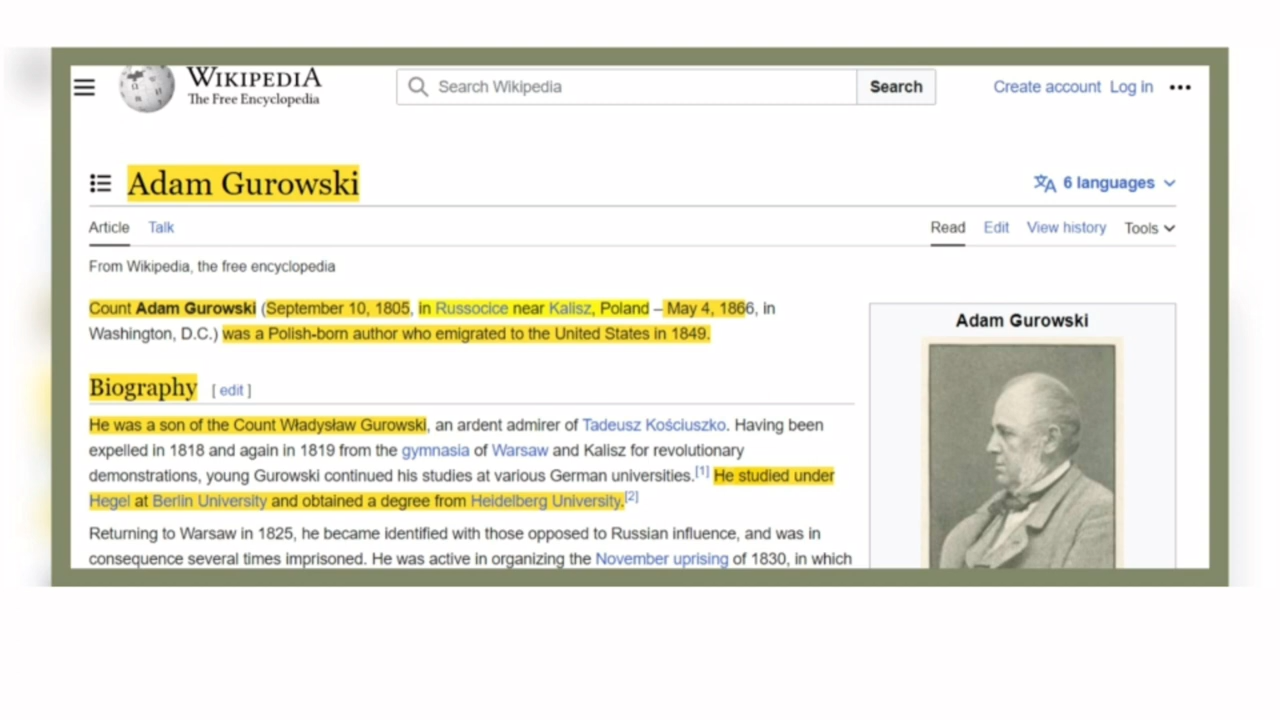 WIKIPEDIA
The Free Encyclopedia
Search Wikipedia
Search
Create account Log in
Adam Gurowski
6 languages
Article Talk
Read Edit View history Tools
From Wikipedia, the free encyclopedia
Count Adam Gurowski (September 10, 1805, in Russocice near Kalisz, Poland – May 4, 1866, in
Washington, D.C.) was a Polish-born author who emigrated to the United States in 1849.
Adam Gurowski
Biography [ edit ]
He was a son of the Count Władysław Gurowski, an ardent admirer of Tadeusz Kościuszko. Having been
expelled in 1818 and again in 1819 from the gymnasia of Warsaw and Kalisz for revolutionary
demonstrations, young Gurowski continued his studies at various German universities.[1] He studied under
Hegel at Berlin University and obtained a degree from Heidelberg University.[2]
Returning to Warsaw in 1825, he became identified with those opposed to Russian influence, and was in
consequence several times imprisoned. He was active in organizing the November uprising of 1830, in which